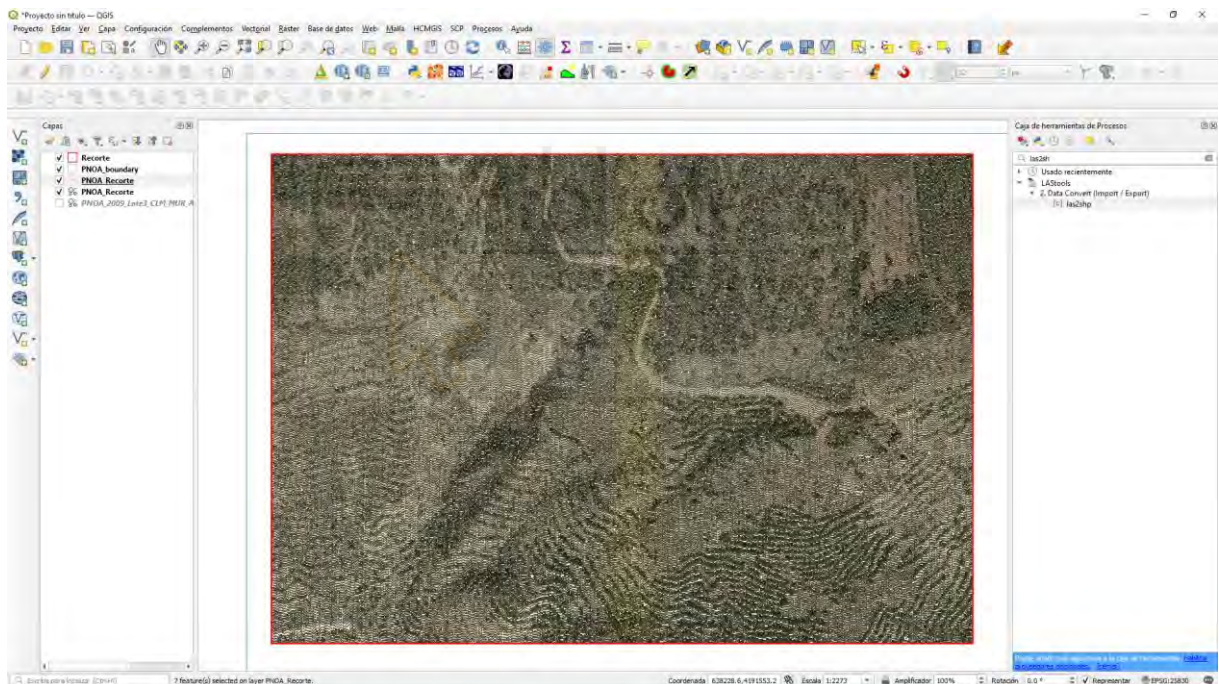 *Proyecto sin título — QGIS
Proyecto Editar Ver Capa Configuración Complementos Vectorial Raster Base de datos Web Malla HCMGIS SCP Procesos Ayuda
Capas
Recorte
PNOA_boundary
PNOA_Recorte
PNOA_Recorte
PNOA_2009_Lote3_CLM_MUR_A
Caja de herramientas de Procesos
las2sh
Usado recientemente
LAStools
2. Data Convert (Import / Export)
las2shp
7 feature(s) selected on layer PNOA_Recorte.
Coordenada 638228.6,4191553.2 Escala 1:2273 Amplificador 100% Rotación 0.0 ° Representar EPSG:25830